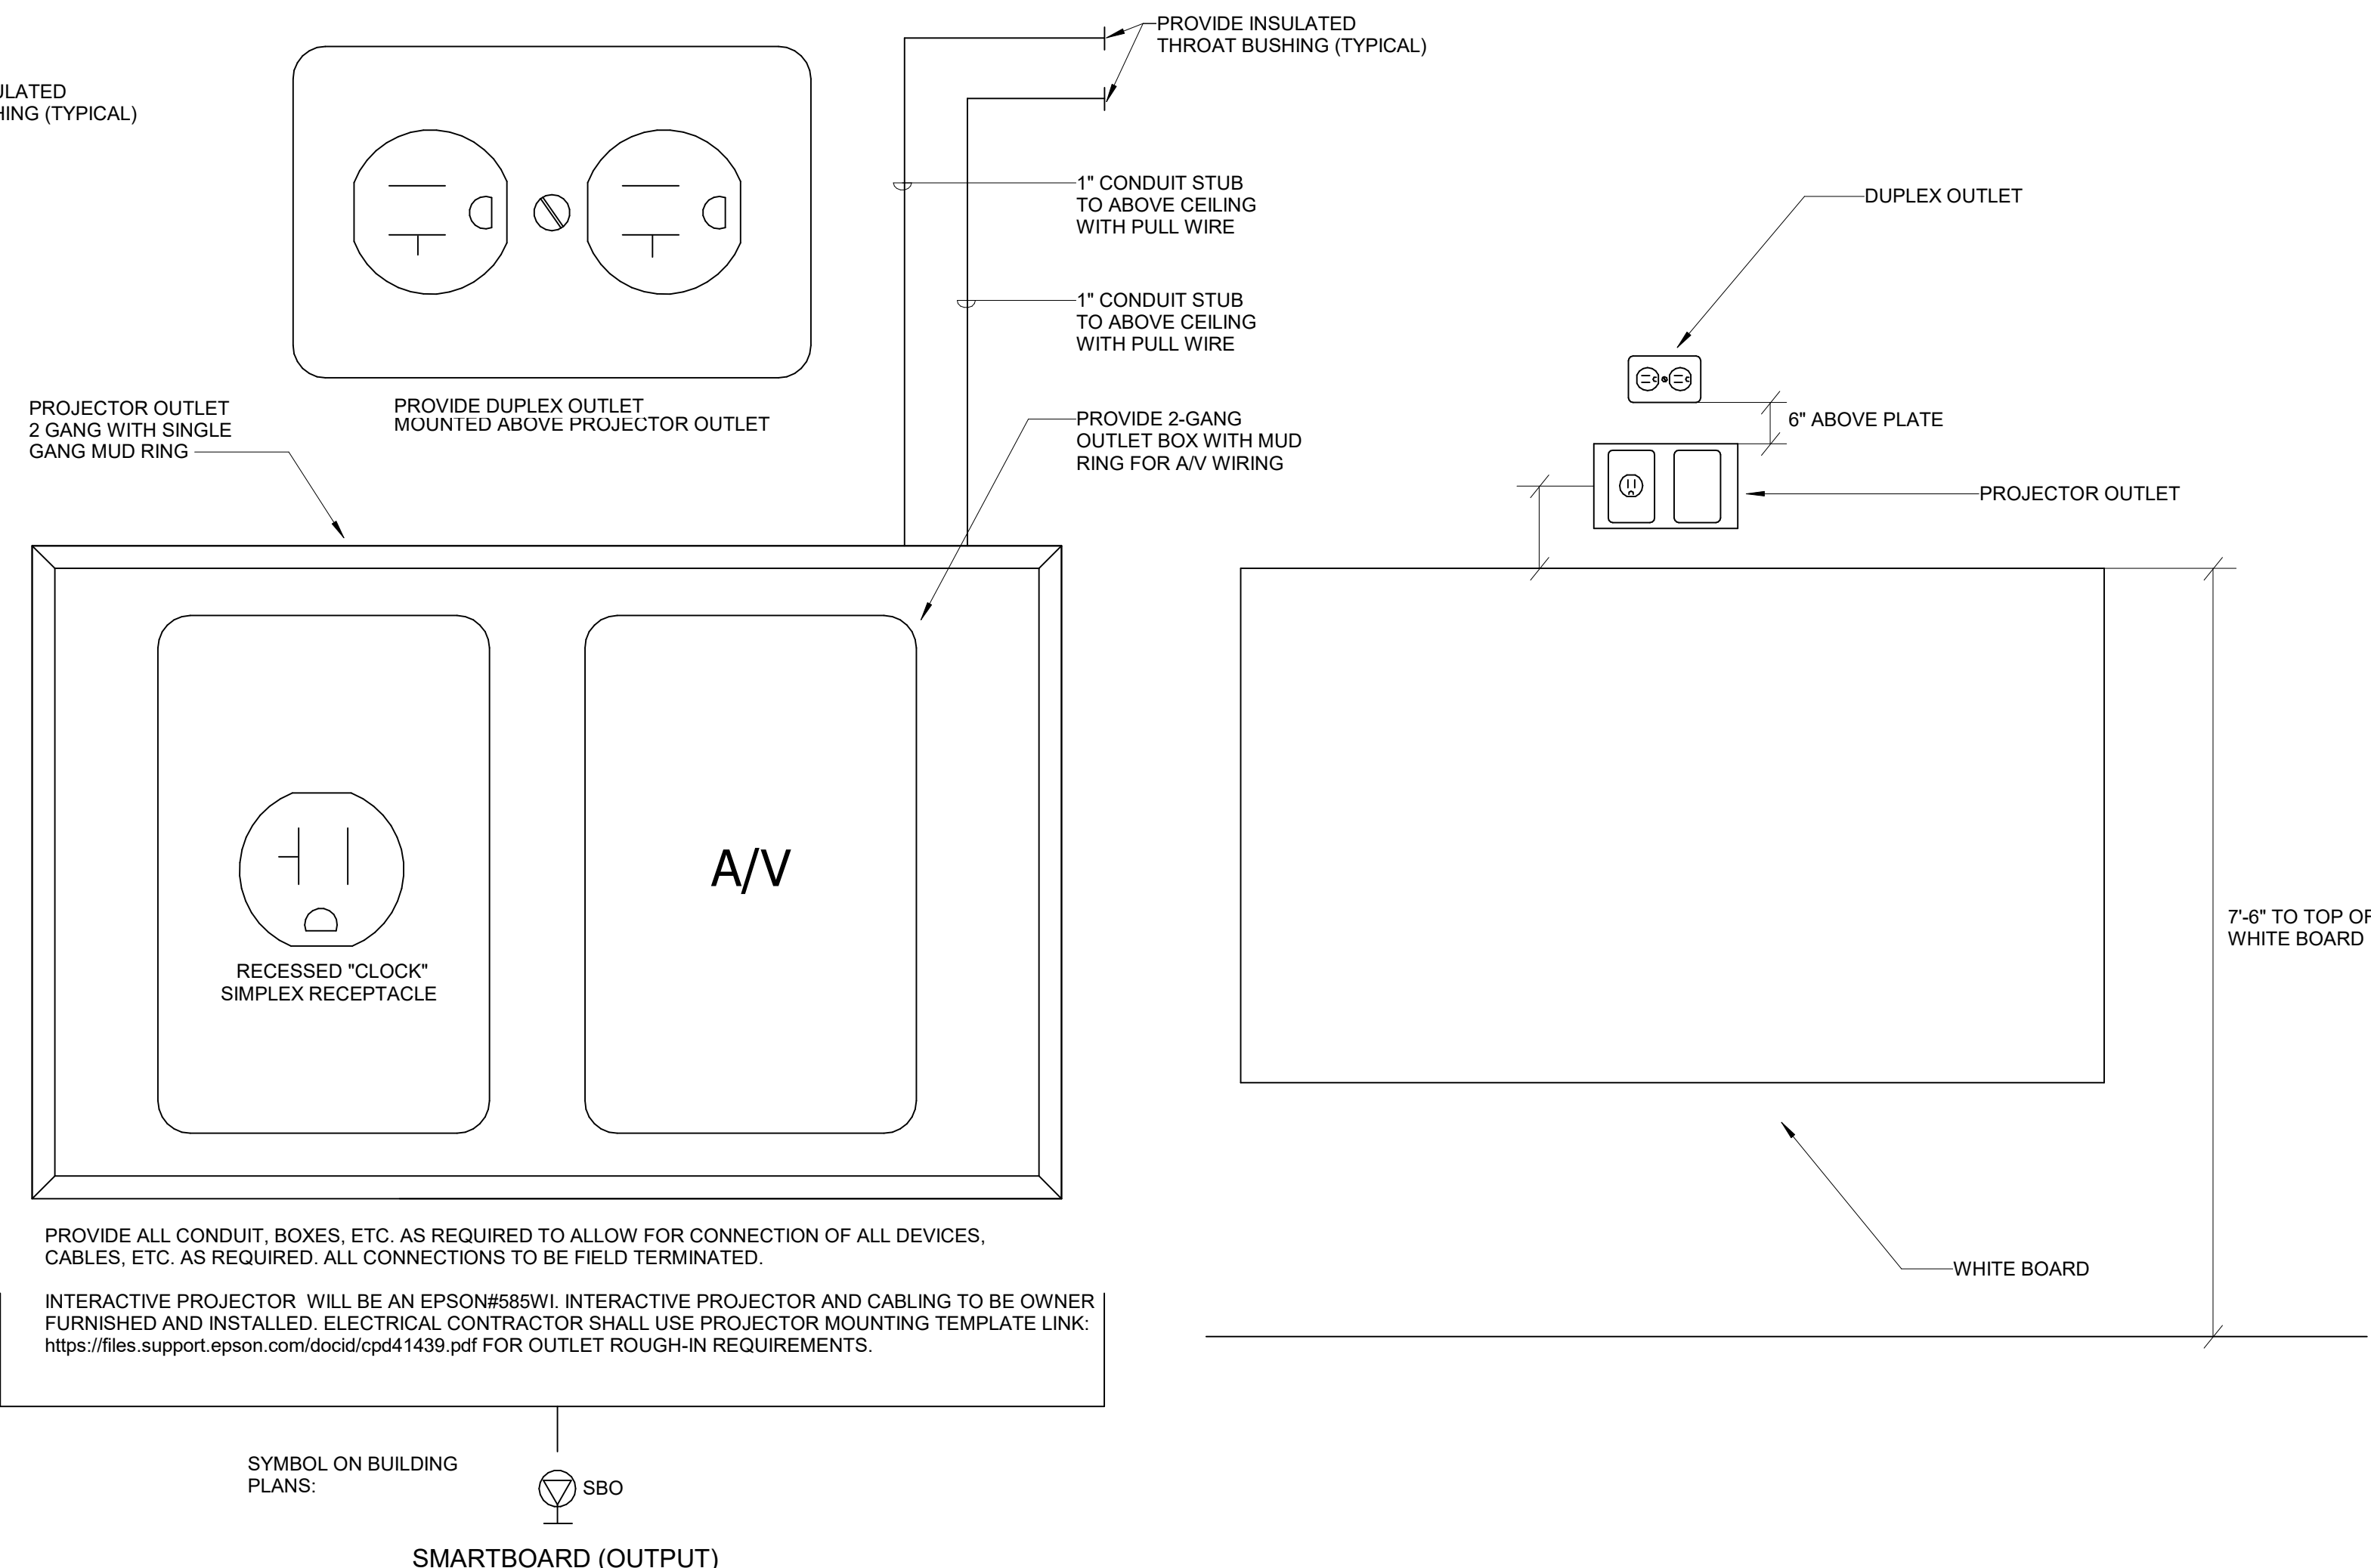 PROVIDE INSULATED
THROAT BUSHING (TYPICAL)
HING (TYPICAL)
1" CONDUIT STUB
TO ABOVE CEILING
WITH PULL WIRE
DUPLEX OUTLET
1" CONDUIT STUB
TO ABOVE CEILING
WITH PULL WIRE
PROJECTOR OUTLET
2 GANG WITH SINGLE
GANG MUD RING
PROVIDE DUPLEX OUTLET
MOUNTED ABOVE PROJECTOR OUTLET
PROVIDE 2-GANG
OUTLET BOX WITH MUD
RING FOR A/V WIRING
6" ABOVE PLATE
PROJECTOR OUTLET
A/V
RECESSED "CLOCK"
SIMPLEX RECEPTACLE
7'-6" TO TOP OF
WHITE BOARD
WHITE BOARD
PROVIDE ALL CONDUIT, BOXES, ETC. AS REQUIRED TO ALLOW FOR CONNECTION OF ALL DEVICES,
CABLES, ETC. AS REQUIRED. ALL CONNECTIONS TO BE FIELD TERMINATED.
INTERACTIVE PROJECTOR WILL BE AN EPSON#585WI. INTERACTIVE PROJECTOR AND CABLING TO BE OWNER
FURNISHED AND INSTALLED. ELECTRICAL CONTRACTOR SHALL USE PROJECTOR MOUNTING TEMPLATE LINK:
https://files.support.epson.com/docid/cpd41439.pdf FOR OUTLET ROUGH-IN REQUIREMENTS.
SYMBOL ON BUILDING
PLANS:
SBO
SMARTBOARD (OUTPUT)